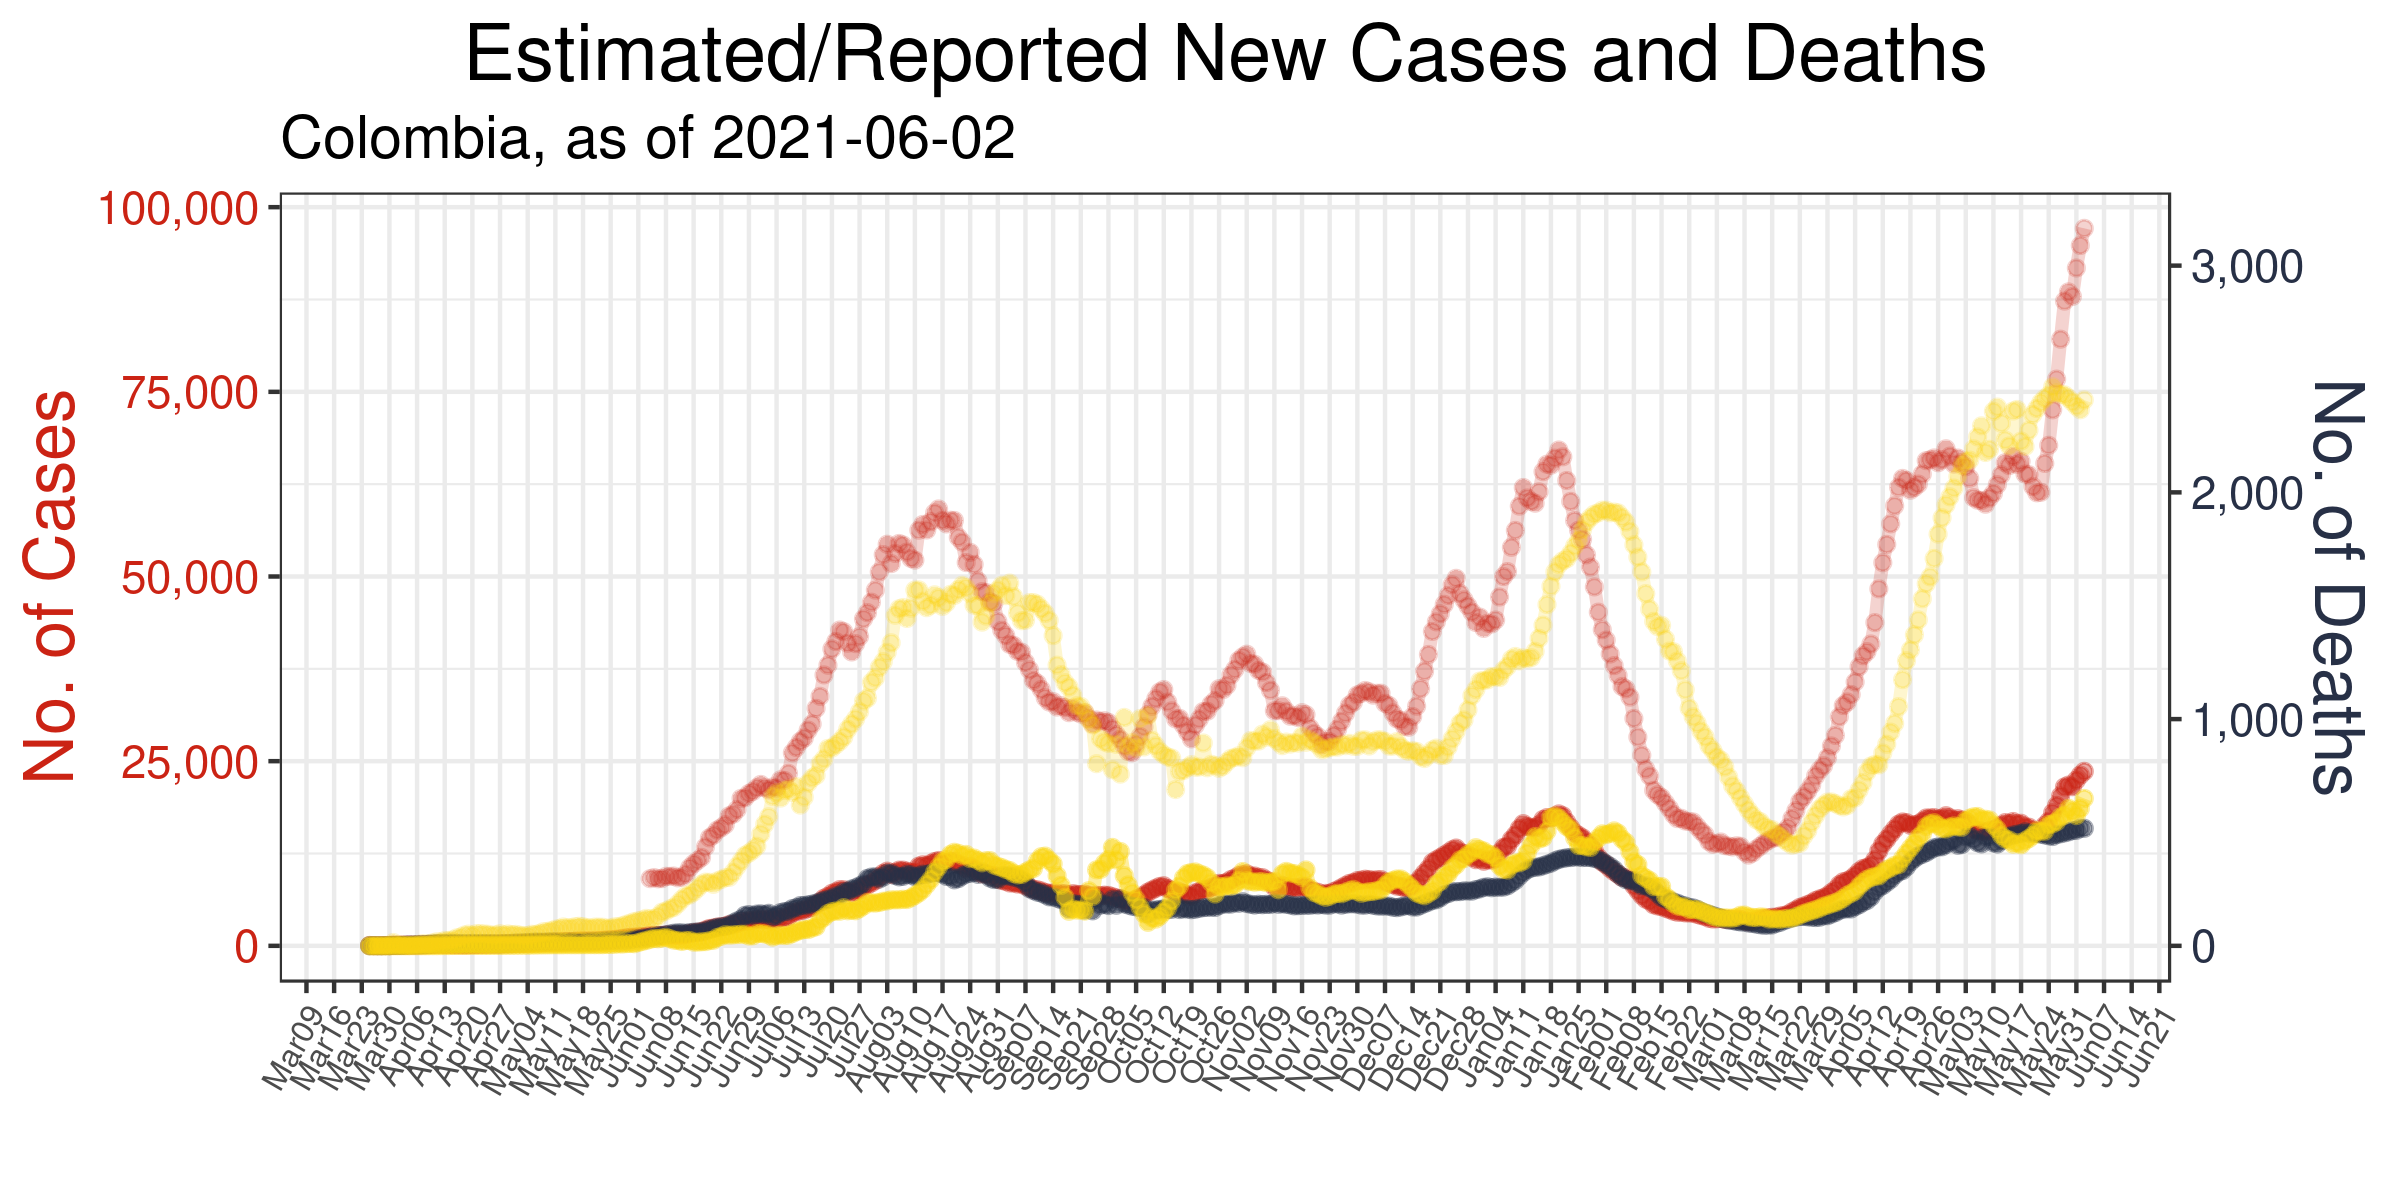 Estimated/Reported New Cases and Deaths
Colombia, as of 2021-06-02
No. of Cases
100,000
75,000
50,000
25,000
0
3,000
2,000
1,000
0
No. of Deaths
Mar09
Mar16
Mar23
Mar30
Apr06
Apr13
Apr20
Apr27
May04
May11
May18
May25
Jun01
Jun08
Jun15
Jun22
Jun29
Jul06
Jul13
Jul20
Jul27
Aug03
Aug10
Aug17
Aug24
Aug31
Sep07
Sep14
Sep21
Sep28
Oct05
Oct12
Oct19
Oct26
Nov02
Nov09
Nov16
Nov23
Nov30
Dec07
Dec14
Dec21
Dec28
Jan04
Jan11
Jan18
Jan25
Feb01
Feb08
Feb15
Feb22
Mar01
Mar08
Mar15
Mar22
Mar29
Apr05
Apr12
Apr19
Apr26
May03
May10
May17
May24
May31
Jun07
Jun14
Jun21